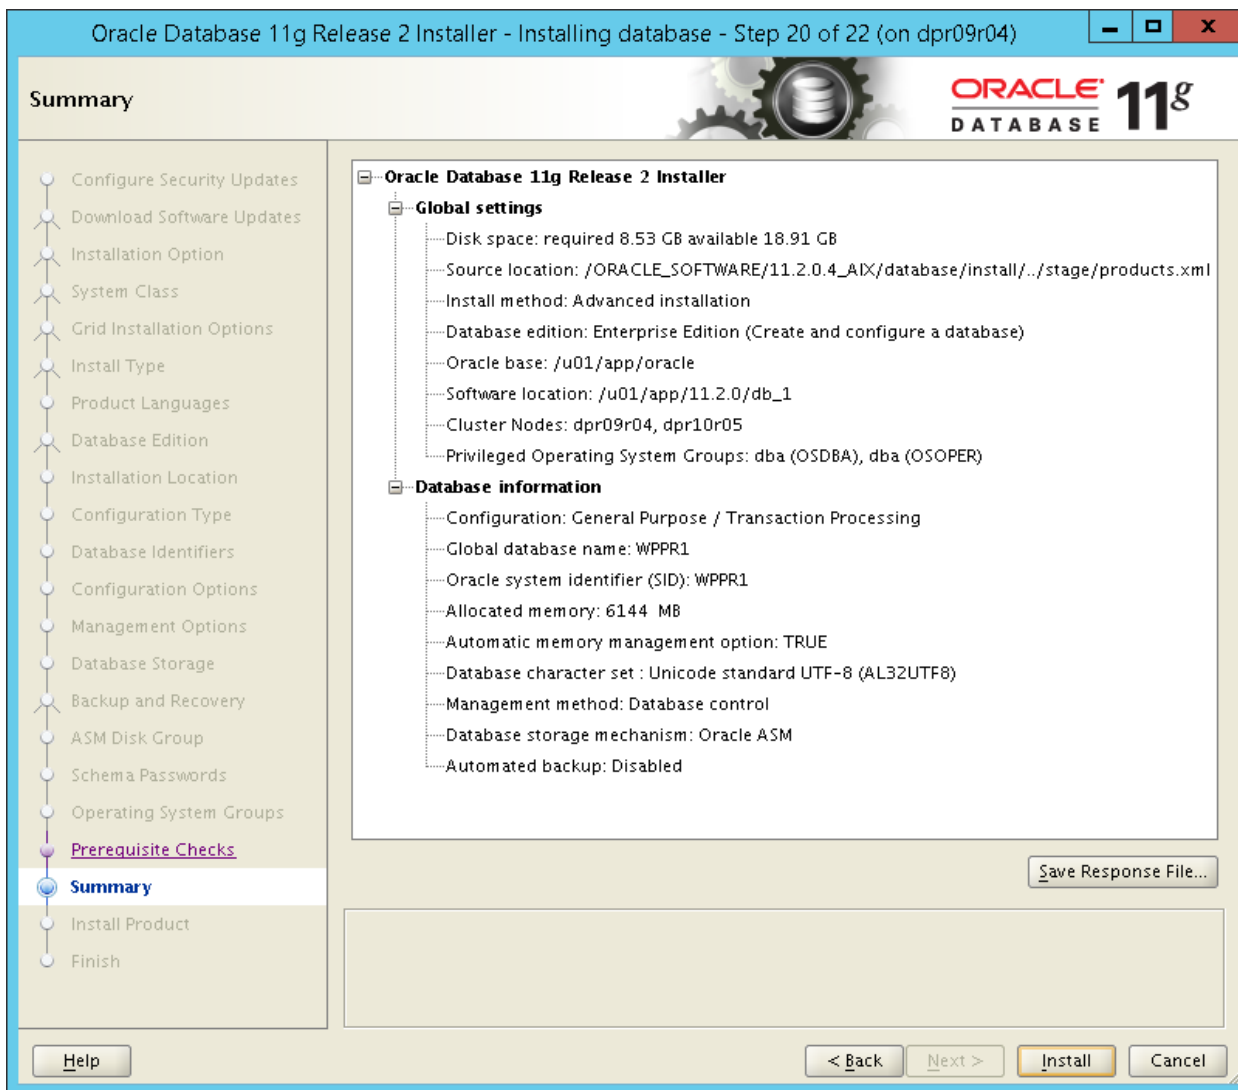 Oracle Database 11g Release 2 Installer - Installing database - Step 20 of 22 (on dpr09r04)
Summary
ORACLE
DATABASE
11g
Configure Security Updates
Download Software Updates
Installation Option
System Class
Grid Installation Options
Install Type
Product Languages
Database Edition
Installation Location
Configuration Type
Database Identifiers
Configuration Options
Management Options
Database Storage
Backup and Recovery
ASM Disk Group
Schema Passwords
Operating System Groups
Prerequisite Checks
Summary
Install Product
Finish
Oracle Database 11g Release 2 Installer
Global settings
Disk space: required 8.53 GB available 18.91 GB
Source location: /ORACLE_SOFTWARE/11.2.0.4_AIX/database/install/../stage/products.xml
Install method: Advanced installation
Database edition: Enterprise Edition (Create and configure a database)
Oracle base: /u01/app/oracle
Software location: /u01/app/11.2.0/db_1
Cluster Nodes: dpr09r04, dpr10r05
Privileged Operating System Groups: dba (OSDBA), dba (OSOPER)
Database information
Configuration: General Purpose / Transaction Processing
Global database name: WPPR1
Oracle system identifier (SID): WPPR1
Allocated memory: 6144 MB
Automatic memory management option: TRUE
Database character set : Unicode standard UTF-8 (AL32UTF8)
Management method: Database control
Database storage mechanism: Oracle ASM
Automated backup: Disabled
Save Response File...
Help
< Back
Next >
Install
Cancel